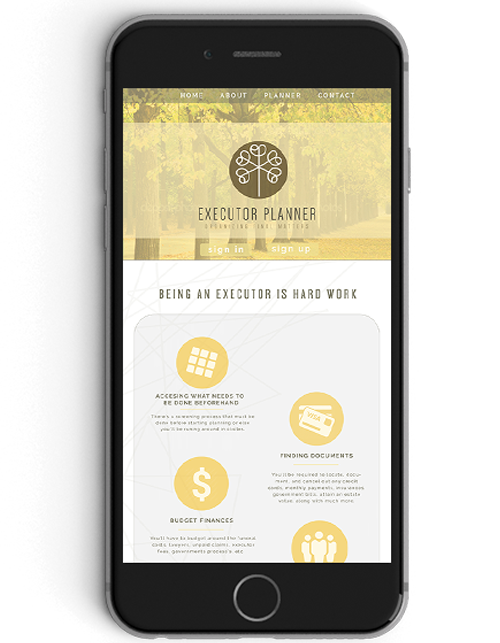 HOME ABOUT PLANNER CONTACT
EXECUTOR PLANNER
sign in sign up
BEING AN EXECUTOR IS HARD WORK
ACCESING WHAT NEEDS TO
BE DONE BEFOREHAND
There's a screening process that must be
done before starting planning or else
you'll be runing around in circles.
VISA
FINDING DOCUMENTS
You'll be required to locate, docu-
ment, and cancel out any credit
cards, monthly payments, insurances
government bills, attain an estate
value, along with much more.
BUDGET FINANCES
You'll have to budget around the funeral
costs, lawyers, unpaid claims, executor
fees, governments process's, etc